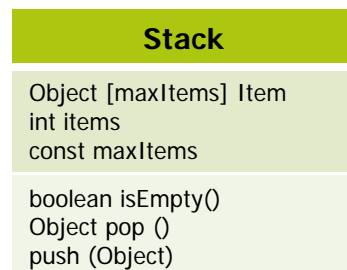 Stack
Object [maxItems] Item
int items
const maxItems
boolean isEmpty()
Object pop ()
push (Object)